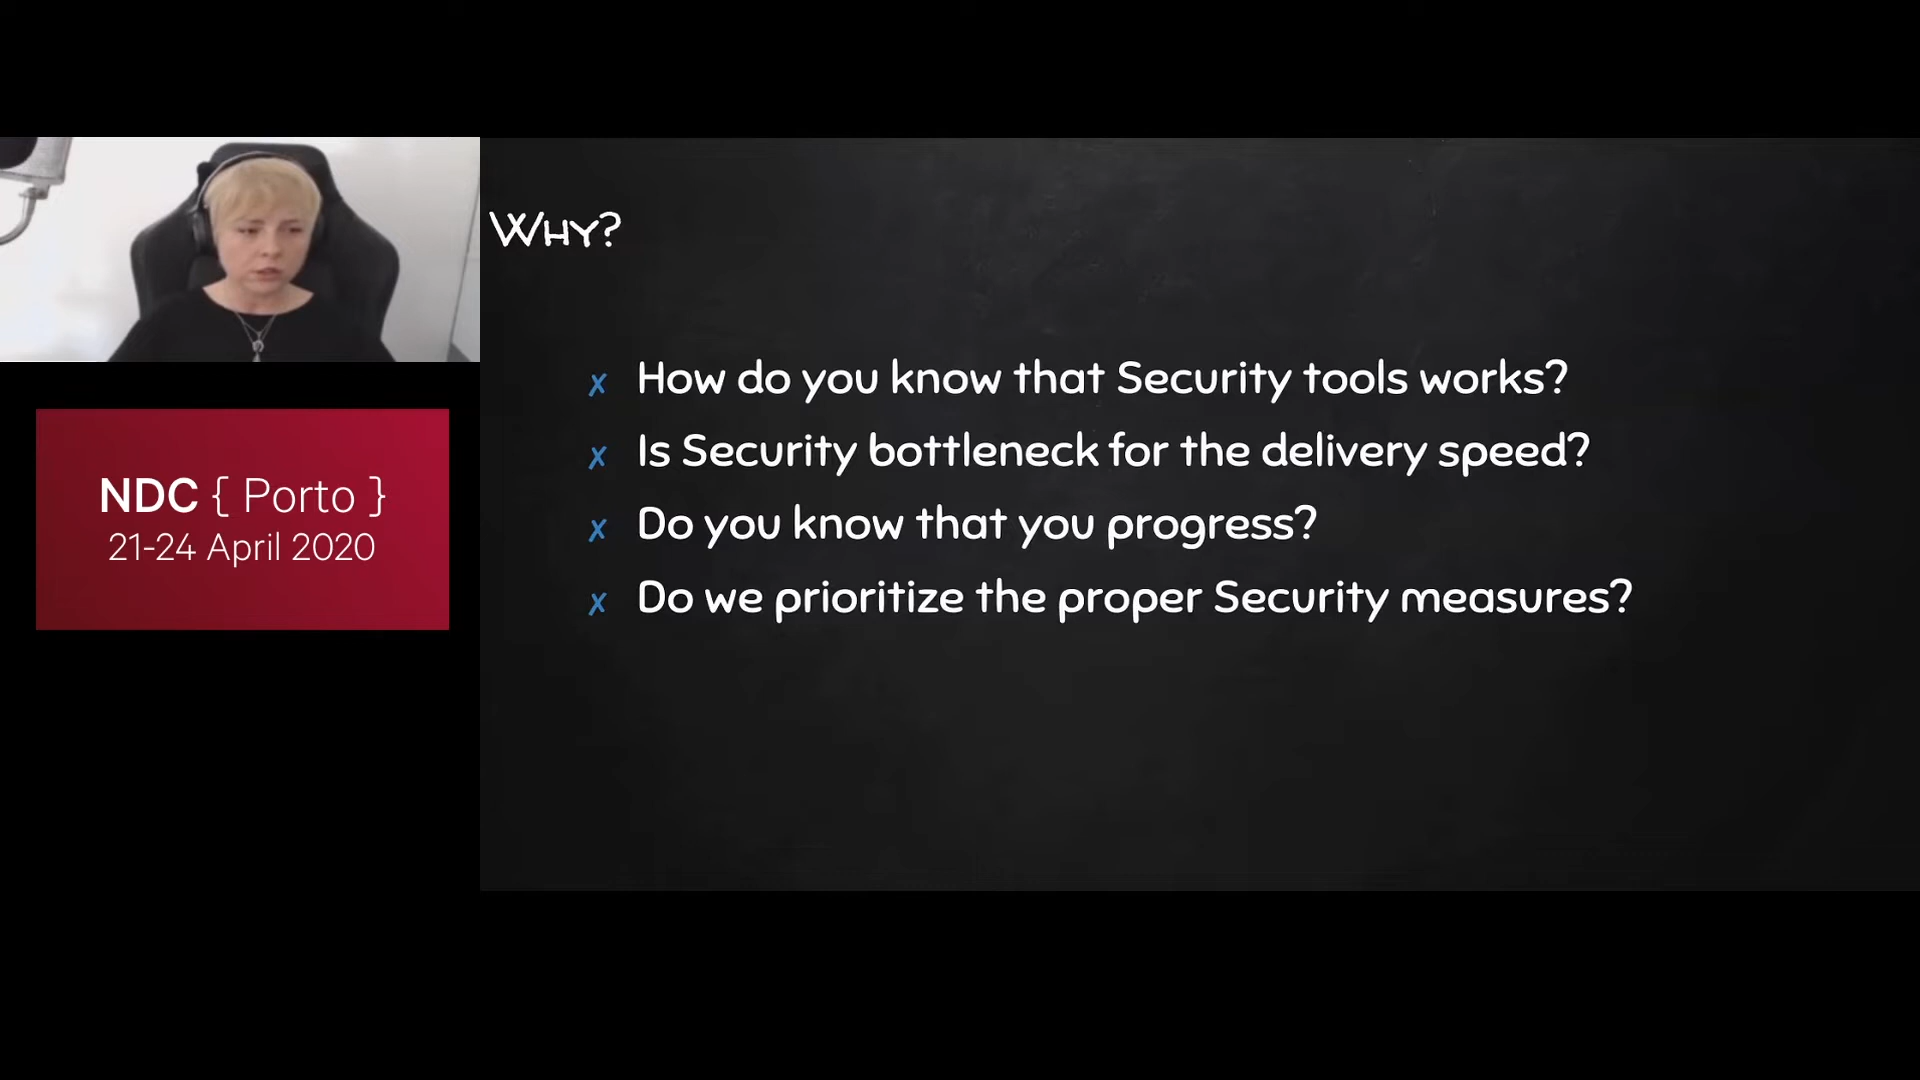 Why?
x How do you know that Security tools works?
x Is Security bottleneck for the delivery speed?
x Do you know that you progress?
x Do we prioritize the proper Security measures?
NDC { Porto }
21-24 April 2020